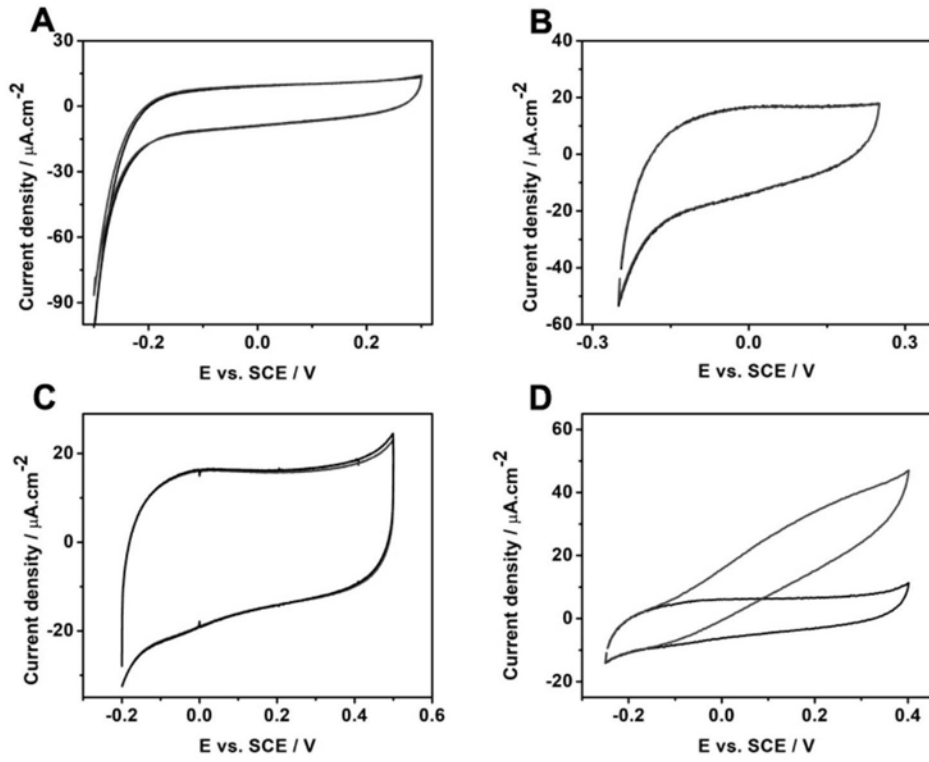 A
Current density / μA.cm-2
30
0
-30
-60
-90
-0.2
0.0
0.2
E vs. SCE / V
B
Current density / μA.cm-2
40
20
0
-20
-40
-60
-0.3
0.0
0.3
E vs. SCE / V
C
Current density / μA.cm-2
20
0
-20
-0.2
0.0
0.2
0.4
0.6
E vs. SCE / V
D
Current density / μA.cm-2
60
40
20
0
-20
-0.2
0.0
0.2
0.4
E vs. SCE / V